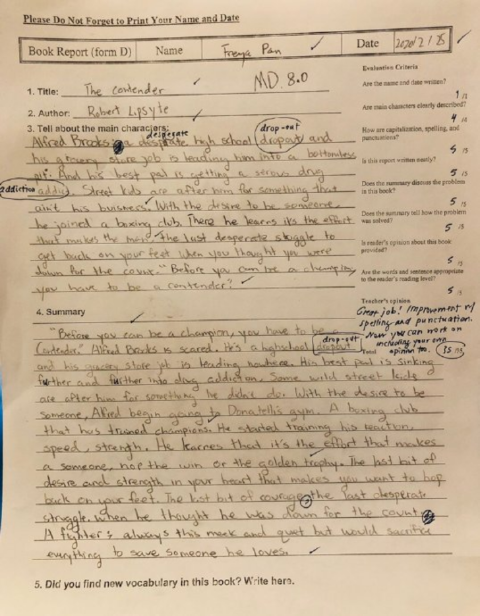 Please Do Not Forget to Print Your Name and Date
Book Report (form D) Name Freya Pan Date 2020/2/25
Evaluation Criteria
MD. 8.0
1. Title: The contender
Are the name and date written?
1 /5
2. Author: Robert Lipsyte
Are main characters clearly described?
4 /5
3. Tell about the main characters:
desperate drop-out
Alfred Brooks a desprate high school dropout and
How are capitalization, spelling, and punctuations?
5 /5
his grocery store job is leading him into a bottomless
pit. And his best pal is getting a serious drug
Is this report written neatly?
5 /5
addiction
addict. Street kids are after him for something that
Does the summary discuss the problem in this book?
5 /5
ain't his business. With the desire to be someone,
he joined a boxing club. There he learns its the effort
Does the summary tell how the problem was solved?
5 /5
that makes the man. the last desperate stuggle to
get back on your feet when you thought you were
Is reader's opinion about this book provided?
5 /5
down for the count. "Before you can be a champion
you have to be a contender."
Are the words and sentence appropriate to the reader's reading level?
5 /5
4. Summary
Teacher's opinion
Great job! Improvement w/ spelling and punctuation. Now you can work on including your own opinion too.
Total 35
"Before you can be a champion, you have to be a
drop-out
Contender." Alfred Brooks is scared. He's a highschool dropout
and his grocery store job is leading nowhere. His best pal is sinking
further and further into drug addiction. Some wild street kids
are after him for something he didn't do. With the desire to be
someone, Alfred begin going to Donatelli's gym. A boxing club
that has trained champions. He started training his reaction,
speed, strength. He learnes that it's the effort that makes
a someone, nor the win or the golden trophy. The last bit of
desire and strength in your heart that makes you want to hop
back on your feet. The last bit of courage, the last desperate
struggle. when he thought he was down for the count
A fighter is always this meek and quiet but would sacrifice
everything to save someone he loves.
5. Did you find new vocabulary in this book? Write here.